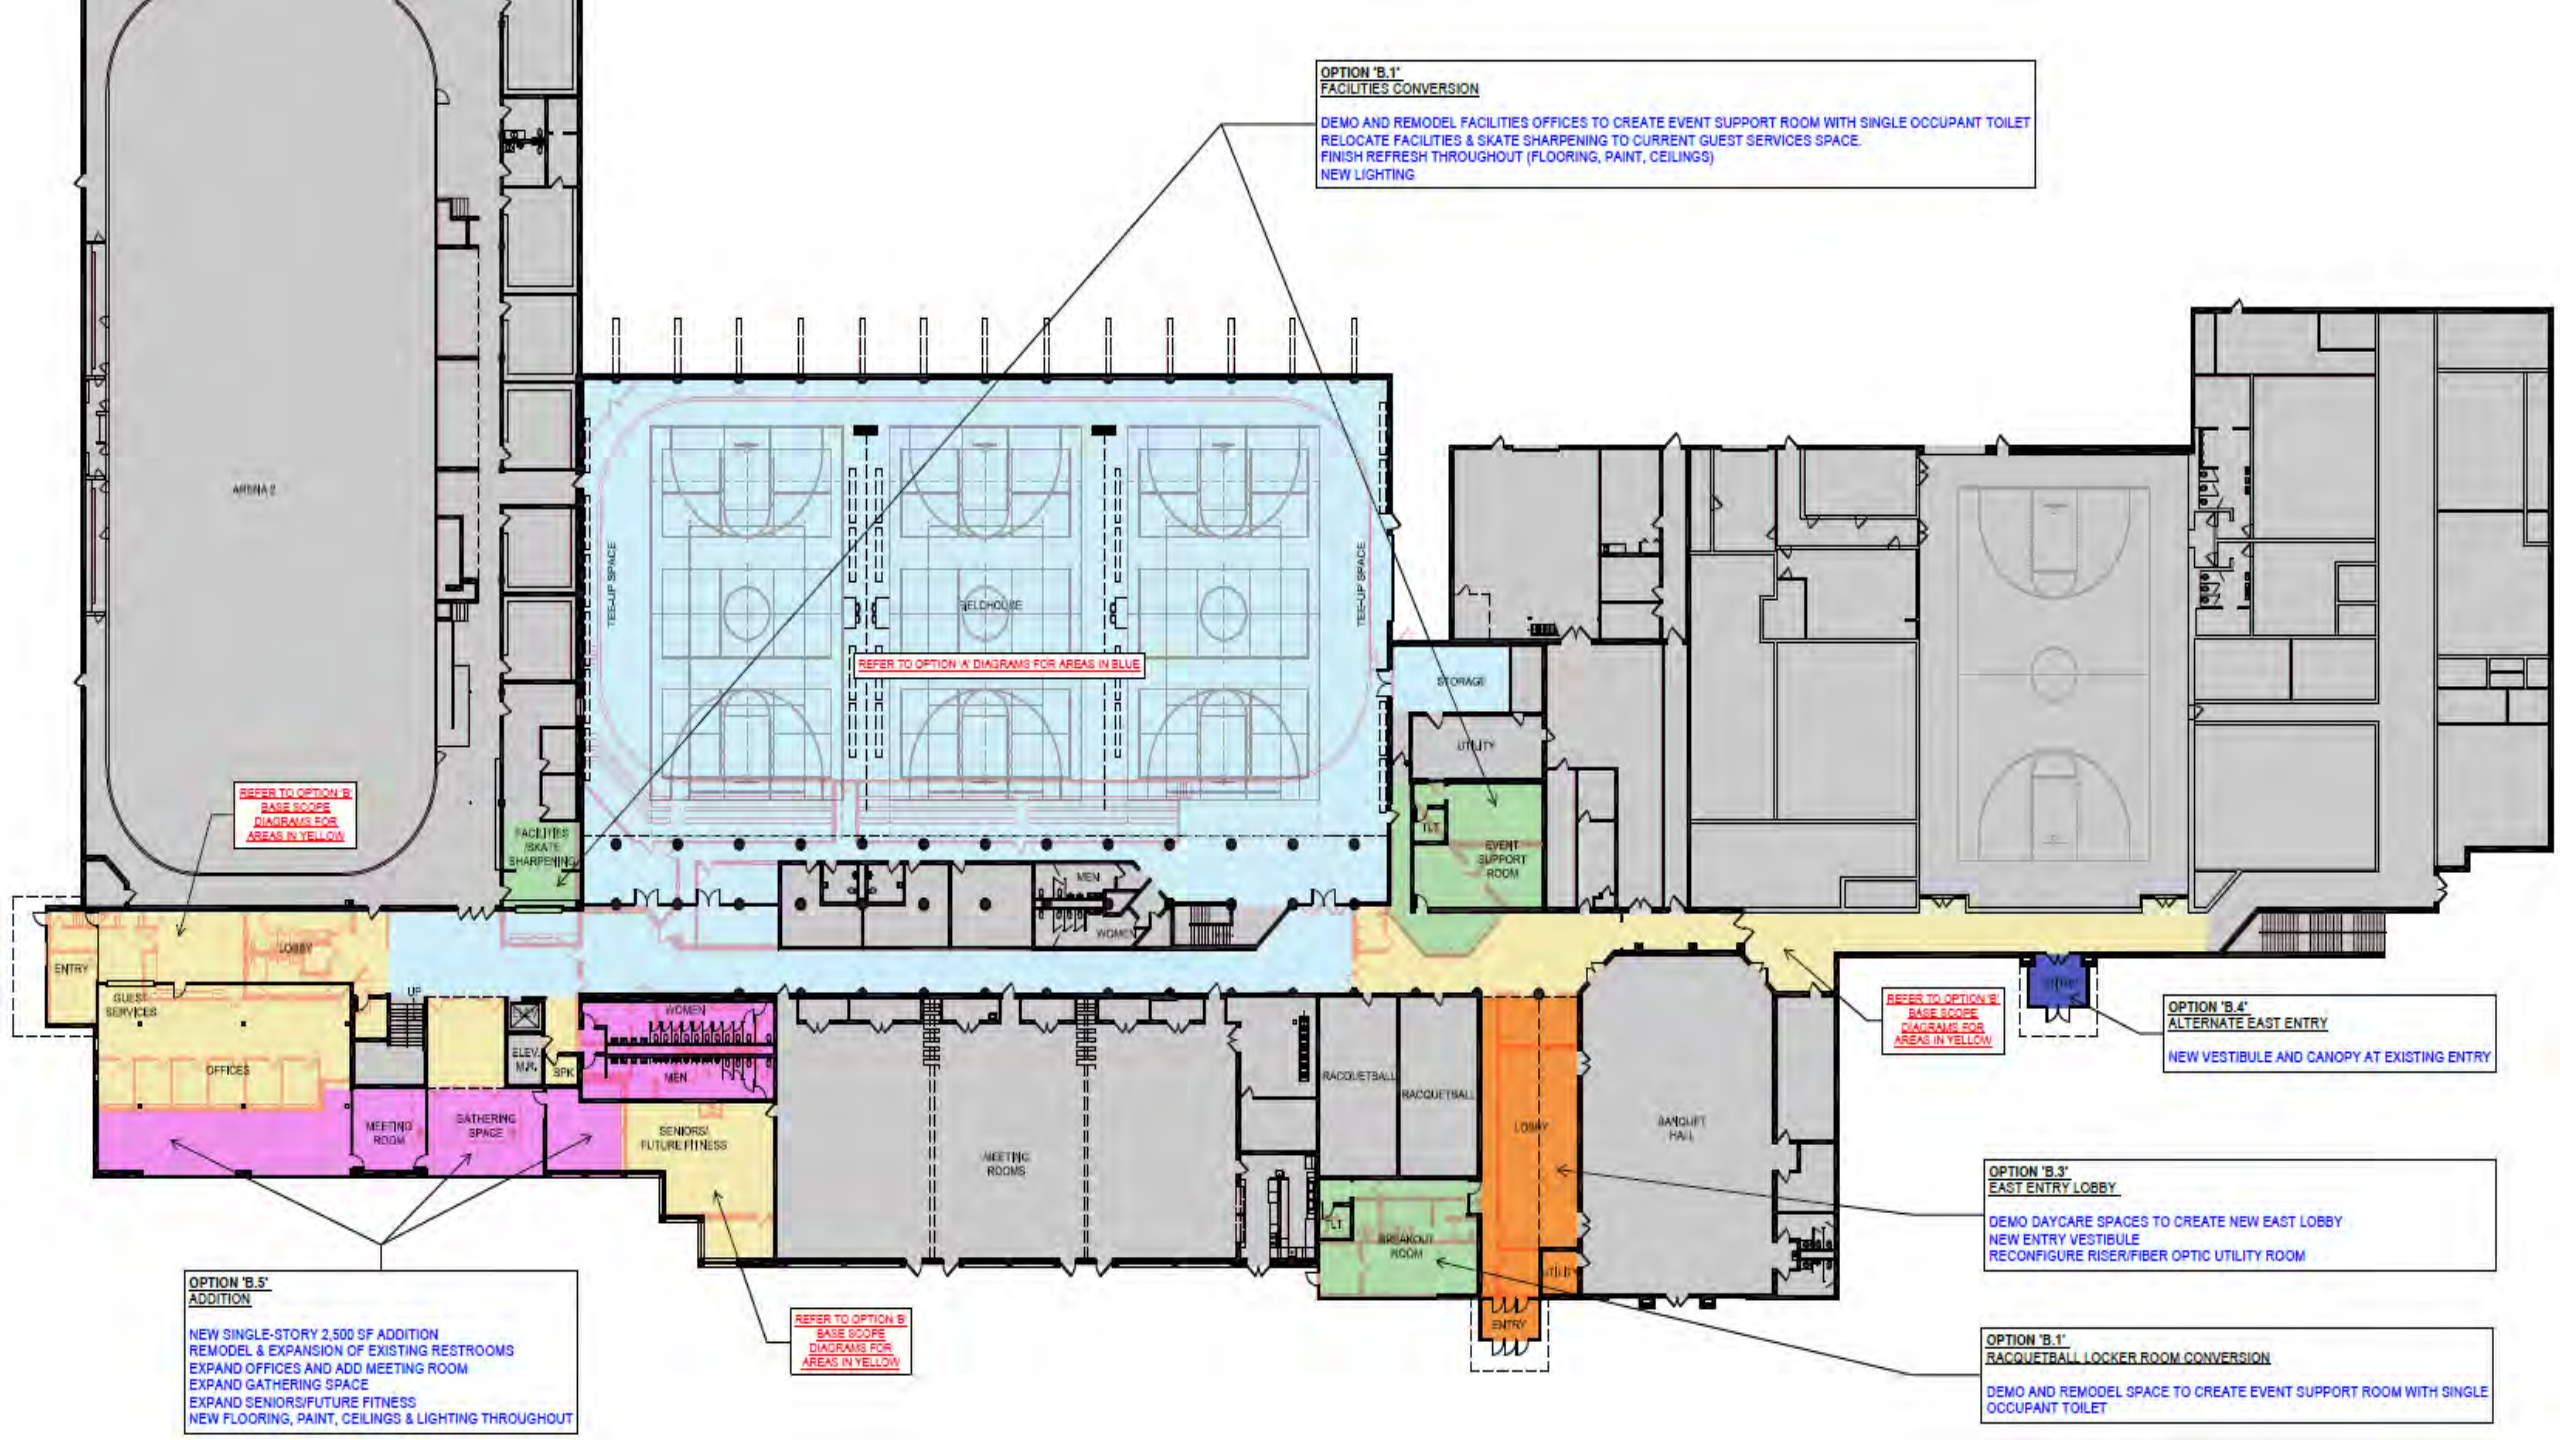 OPTION 'B.1'
FACILITIES CONVERSION
DEMO AND REMODEL FACILITIES OFFICES TO CREATE EVENT SUPPORT ROOM WITH SINGLE OCCUPANT TOILET
RELOCATE FACILITIES & SKATE SHARPENING TO CURRENT GUEST SERVICES SPACE.
FINISH REFRESH THROUGHOUT (FLOORING, PAINT, CEILINGS)
NEW LIGHTING
ARENA 2
TEE-UP SPACE
FIELDHOUSE
TEE-UP SPACE
REFER TO OPTION 'A' DIAGRAMS FOR AREAS IN BLUE
STORAGE
UTILITY
REFER TO OPTION 'B'
BASE SCOPE
DIAGRAMS FOR
AREAS IN YELLOW
FACILITIES
/SKATE
SHARPENING
TLT
EVENT
SUPPORT
ROOM
MEN
WOMEN
LOBBY
ENTRY
GUEST
SERVICES
UP
ELEV.
ELEV.
M.R.
SPK
WOMEN
MEN
OFFICES
MEETING
ROOM
GATHERING
SPACE
SENIORS/
FUTURE FITNESS
MEETING
ROOMS
RACQUETBALL
RACQUETBALL
LOBBY
BANQUET
HALL
TLT
BREAKOUT
ROOM
UTILITY
ENTRY
ENTRY
REFER TO OPTION 'B'
BASE SCOPE
DIAGRAMS FOR
AREAS IN YELLOW
OPTION 'B.4'
ALTERNATE EAST ENTRY
NEW VESTIBULE AND CANOPY AT EXISTING ENTRY
OPTION 'B.3'
EAST ENTRY LOBBY
DEMO DAYCARE SPACES TO CREATE NEW EAST LOBBY
NEW ENTRY VESTIBULE
RECONFIGURE RISER/FIBER OPTIC UTILITY ROOM
OPTION 'B.5'
ADDITION
NEW SINGLE-STORY 2,500 SF ADDITION
REMODEL & EXPANSION OF EXISTING RESTROOMS
EXPAND OFFICES AND ADD MEETING ROOM
EXPAND GATHERING SPACE
EXPAND SENIORS/FUTURE FITNESS
NEW FLOORING, PAINT, CEILINGS & LIGHTING THROUGHOUT
REFER TO OPTION 'B'
BASE SCOPE
DIAGRAMS FOR
AREAS IN YELLOW
OPTION 'B.1'
RACQUETBALL LOCKER ROOM CONVERSION
DEMO AND REMODEL SPACE TO CREATE EVENT SUPPORT ROOM WITH SINGLE
OCCUPANT TOILET